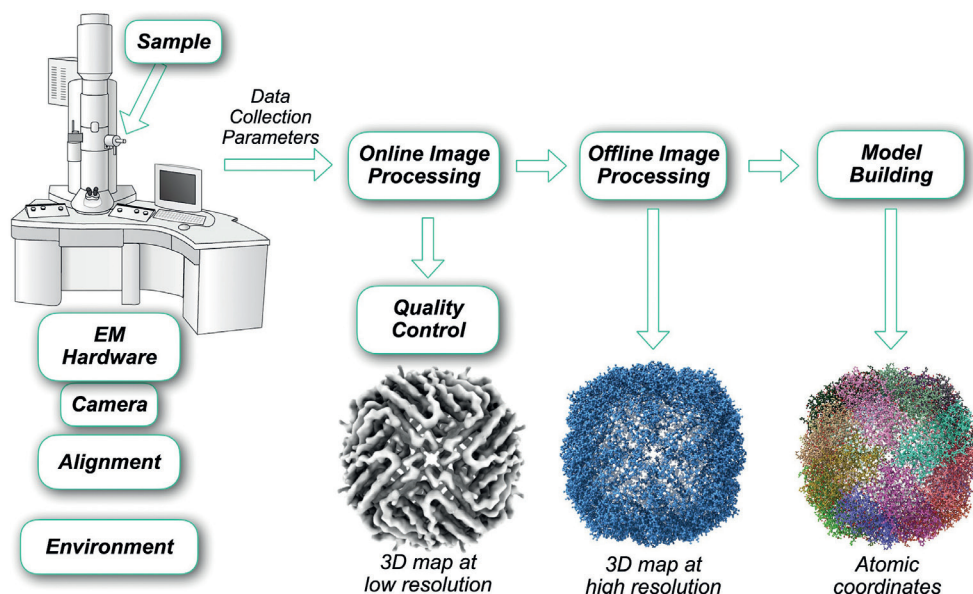 Sample
Data
Collection
Parameters
Online Image
Processing
Offline Image
Processing
Model
Building
Quality
Control
EM
Hardware
Camera
Alignment
Environment
3D map at
low resolution
3D map at
high resolution
Atomic
coordinates